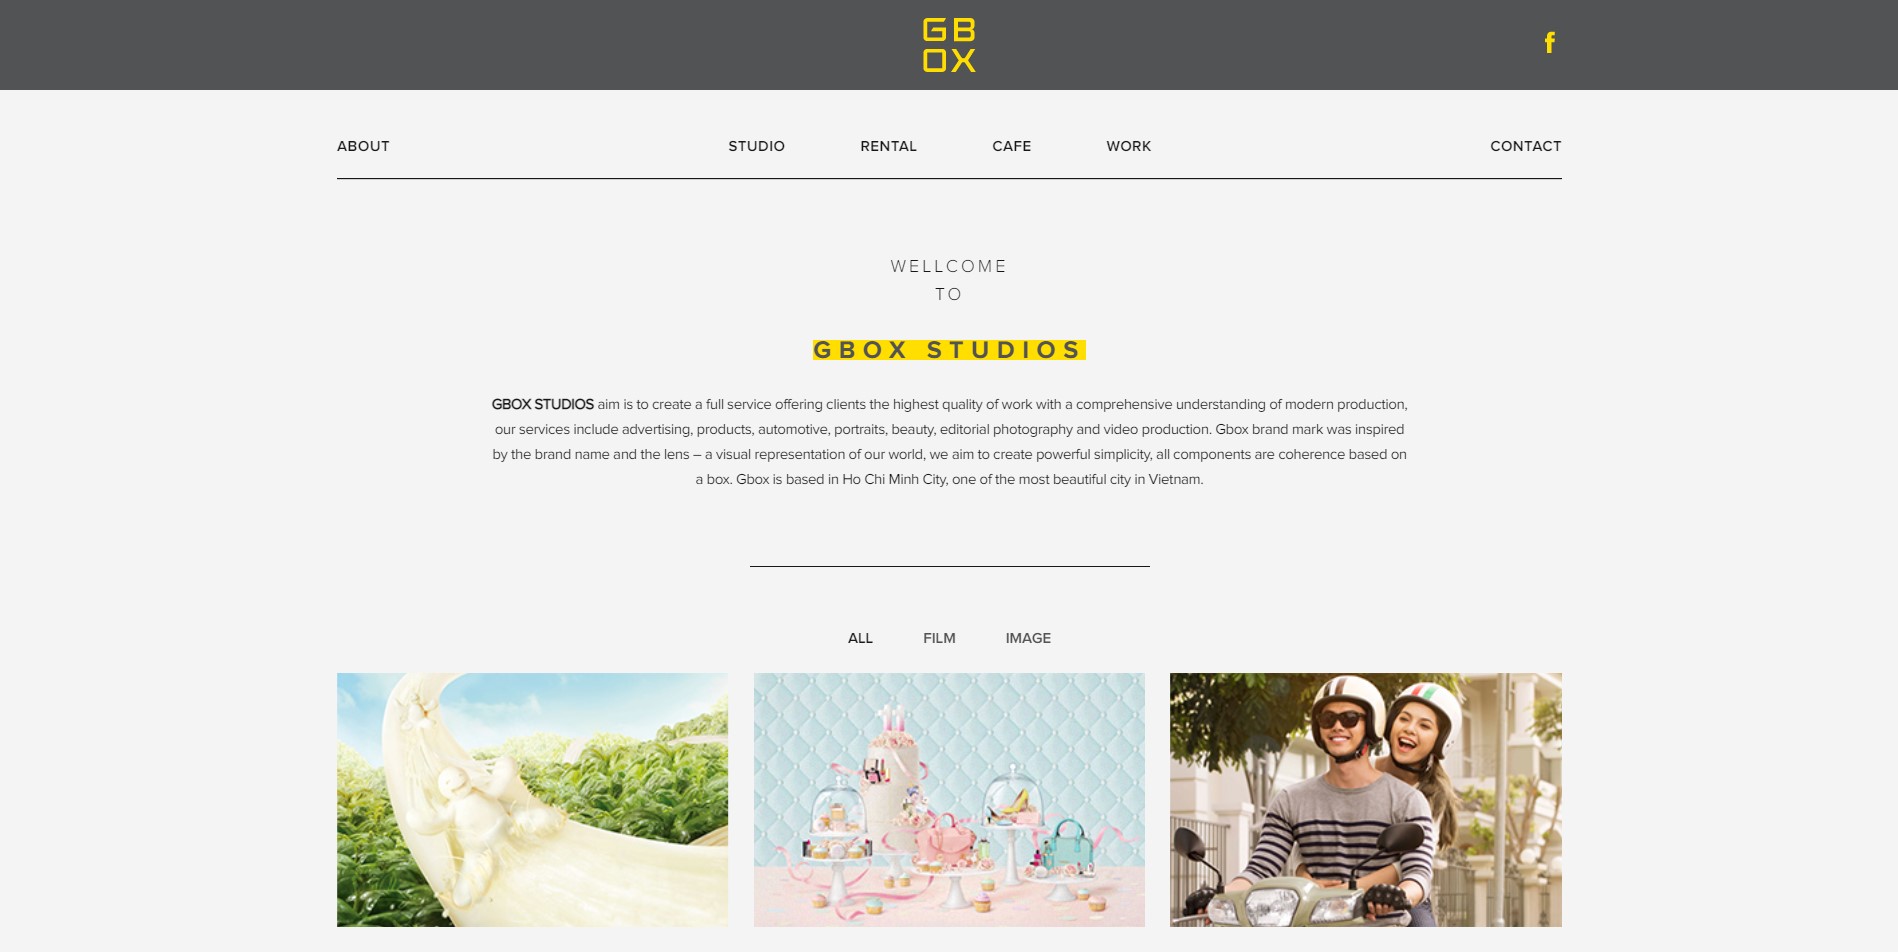 GB
OX
f
ABOUT STUDIO RENTAL CAFE WORK CONTACT
WELLCOME
TO
GBOX STUDIOS
GBOX STUDIOS aim is to create a full service offering clients the highest quality of work with a comprehensive understanding of modern production,
our services include advertising, products, automotive, portraits, beauty, editorial photography and video production. Gbox brand mark was inspired
by the brand name and the lens – a visual representation of our world, we aim to create powerful simplicity, all components are coherence based on
a box. Gbox is based in Ho Chi Minh City, one of the most beautiful city in Vietnam.
ALL FILM IMAGE